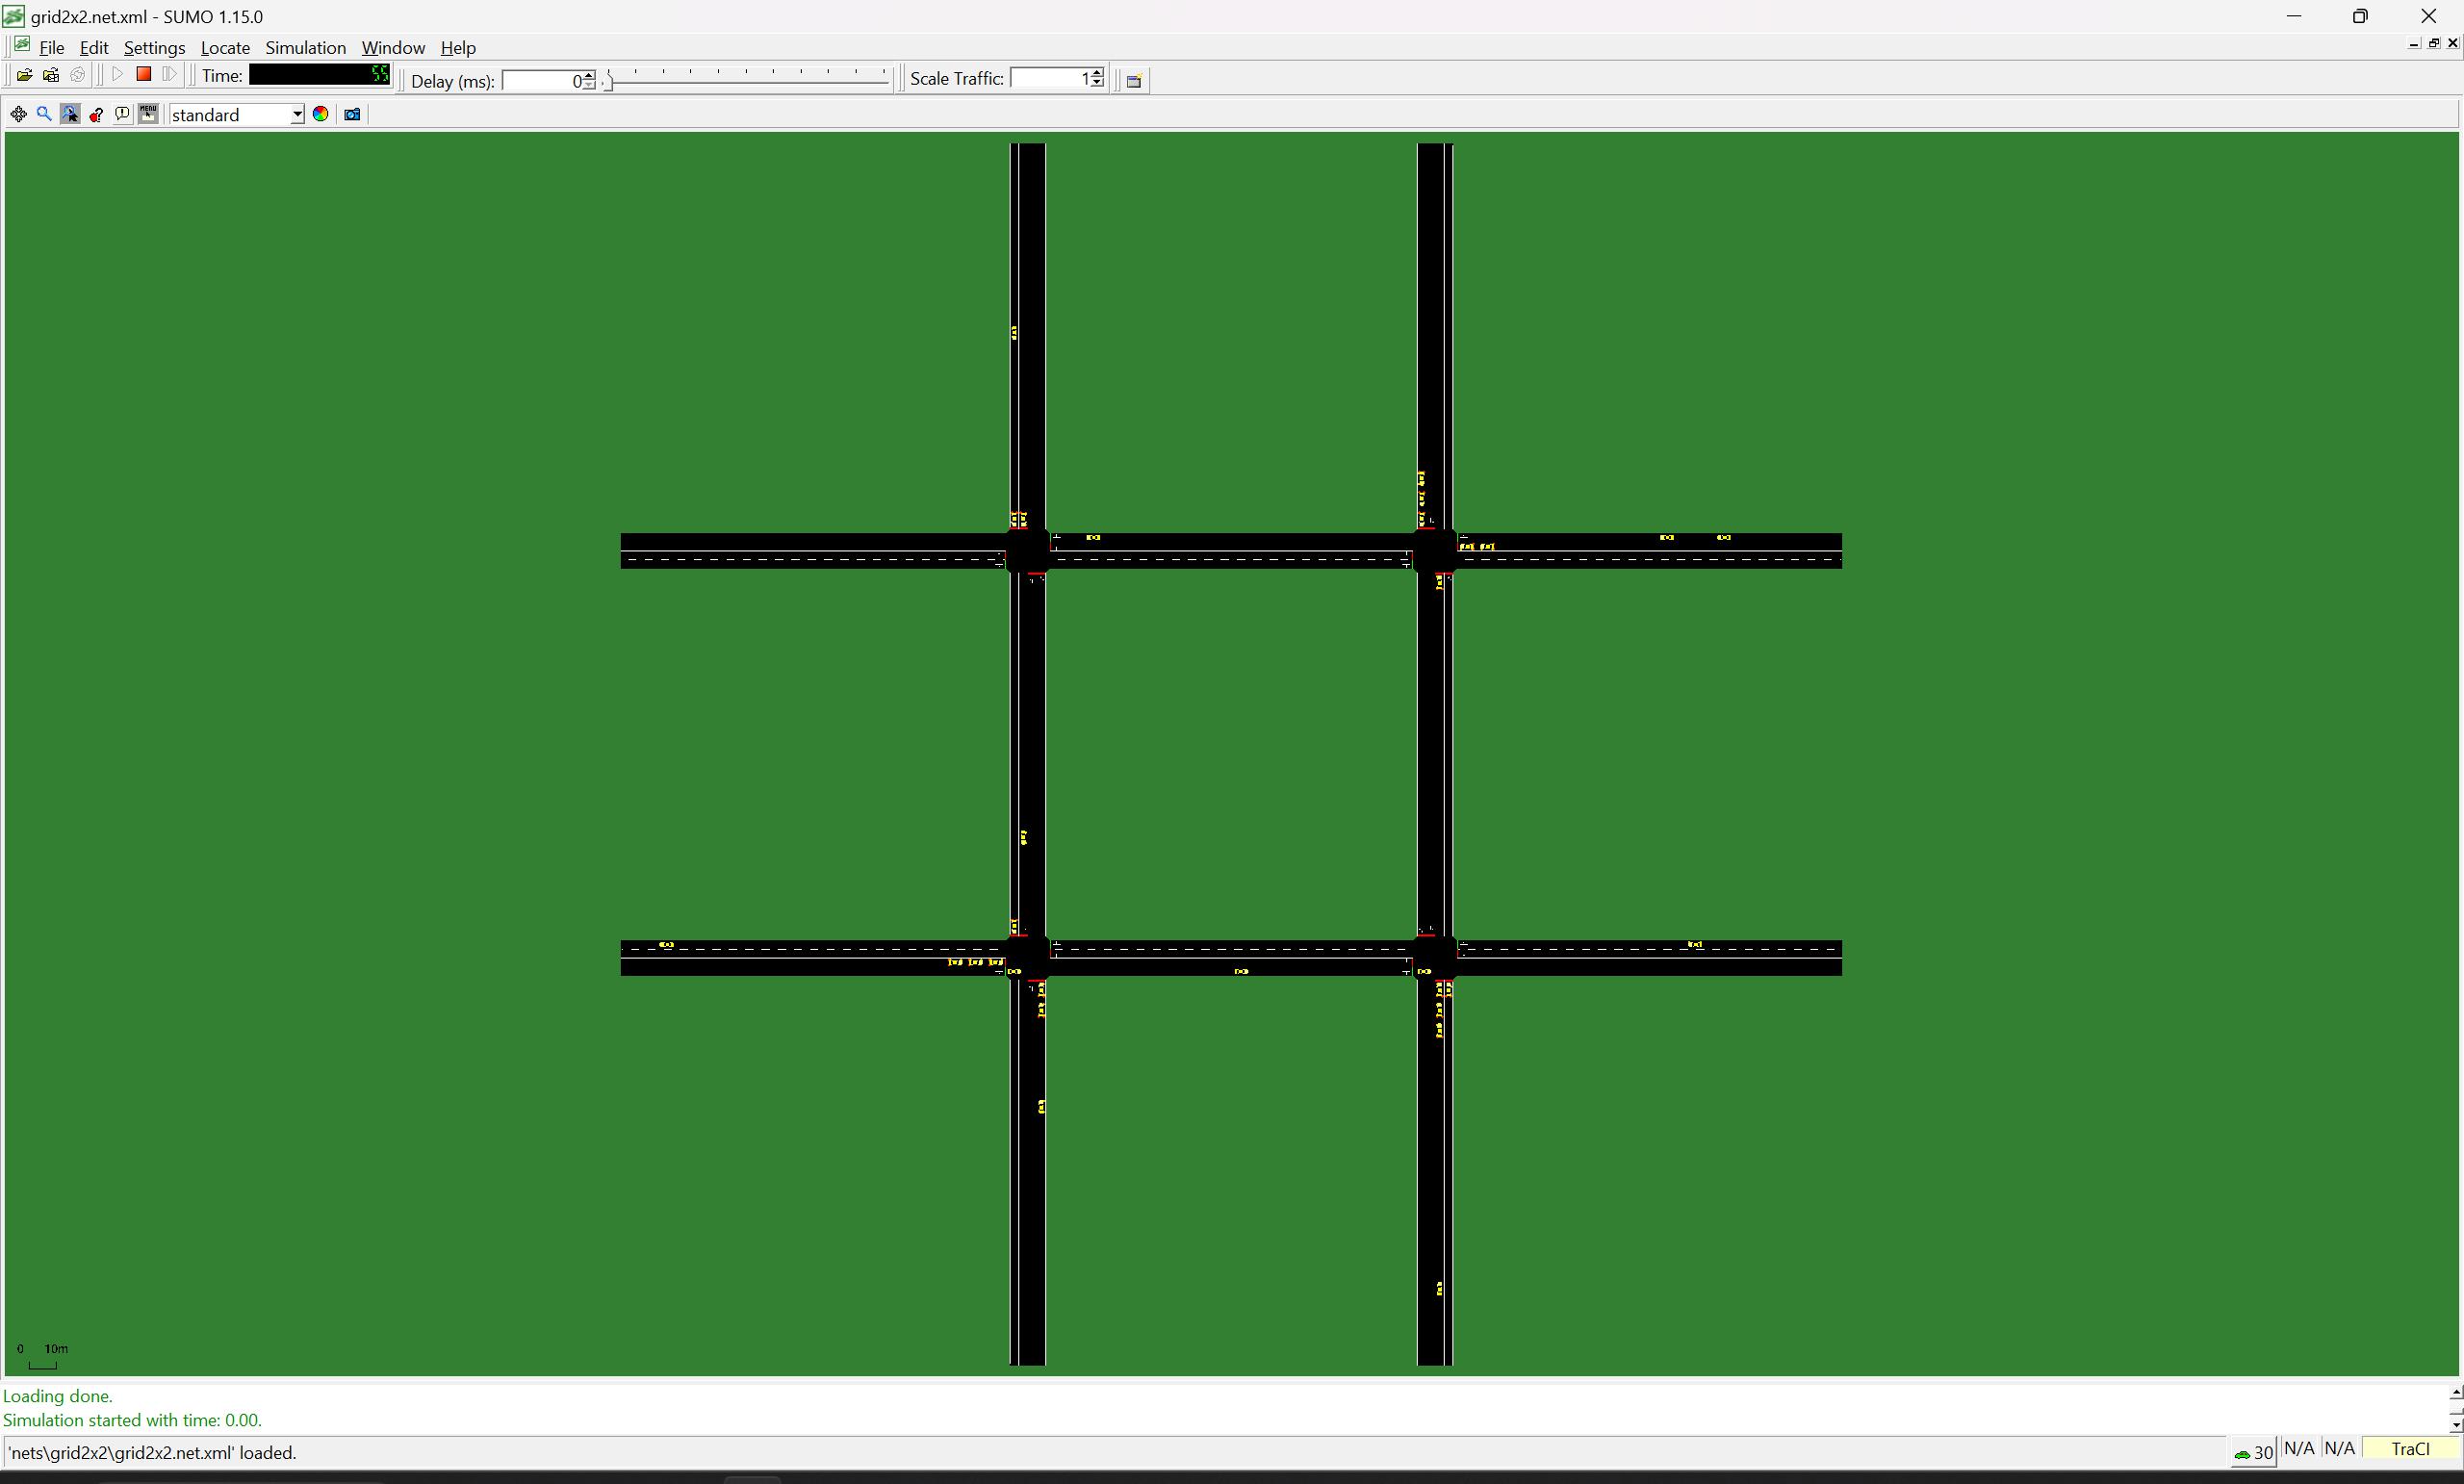 grid2x2.net.xml - SUMO 1.15.0
File Edit Settings Locate Simulation Window Help
Time: 55 Delay (ms): 0 Scale Traffic: 1
MENU standard
0 10m
Loading done.
Simulation started with time: 0.00.
'nets\grid2x2\grid2x2.net.xml' loaded. 30 N/A N/A TraCI